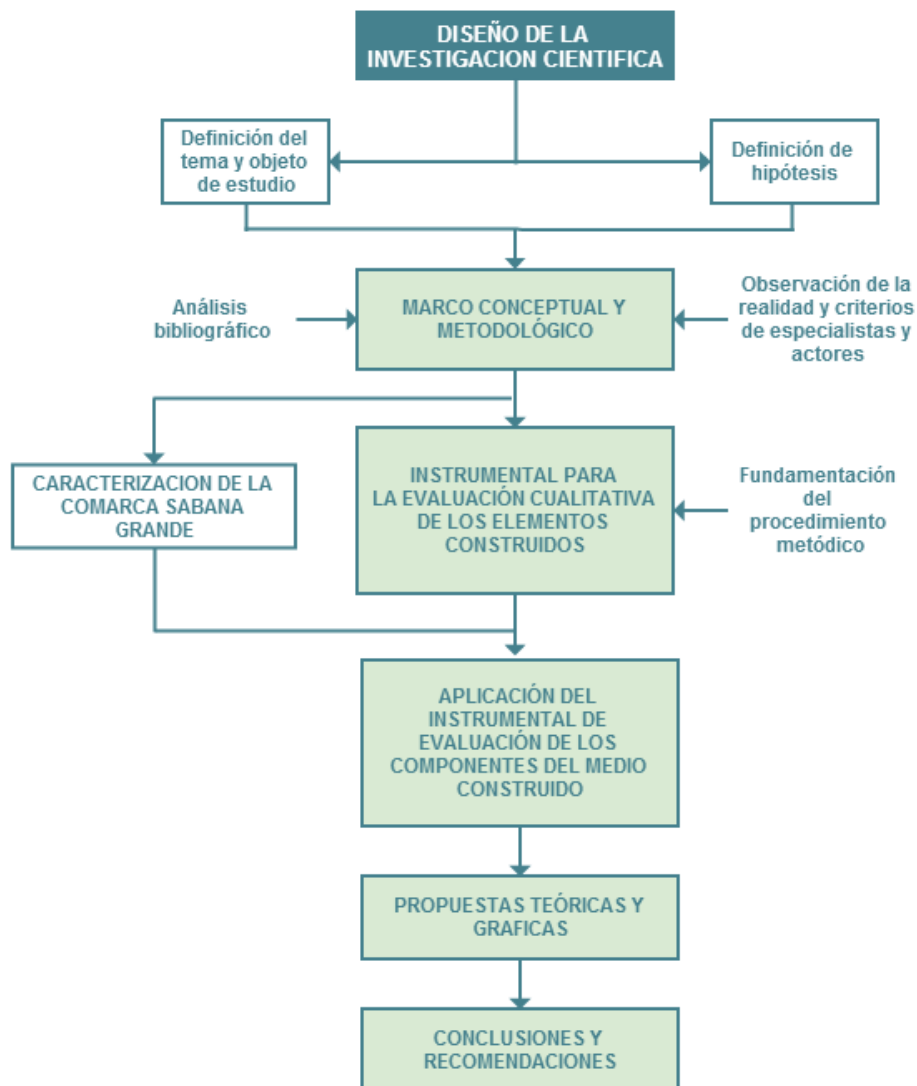 DISEÑO DE LA
INVESTIGACION CIENTIFICA
Definición del
tema y objeto
de estudio
Definición de
hipótesis
Análisis
bibliográfico
MARCO CONCEPTUAL Y
METODOLÓGICO
Observación de la
realidad y criterios
de especialistas y
actores
CARACTERIZACION DE LA
COMARCA SABANA
GRANDE
INSTRUMENTAL PARA
LA EVALUACIÓN CUALITATIVA
DE LOS ELEMENTOS
CONSTRUIDOS
Fundamentación
del
procedimiento
metódico
APLICACIÓN DEL
INSTRUMENTAL DE
EVALUACIÓN DE LOS
COMPONENTES DEL MEDIO
CONSTRUIDO
PROPUESTAS TEÓRICAS Y
GRAFICAS
CONCLUSIONES Y
RECOMENDACIONES